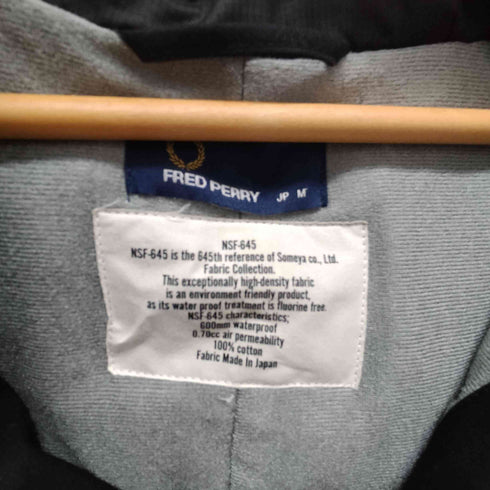 FRED PERRY JP M
NSF-645
NSF-645 is the 645th reference of Someya co., Ltd.
Fabric Collection.
This exceptionally high-density fabric
is an environment friendly product,
as its water proof treatment is fluorine free.
NSF-645 characteristics;
600mm waterproof
0.70cc air permeability
100% cotton
Fabric Made In Japan